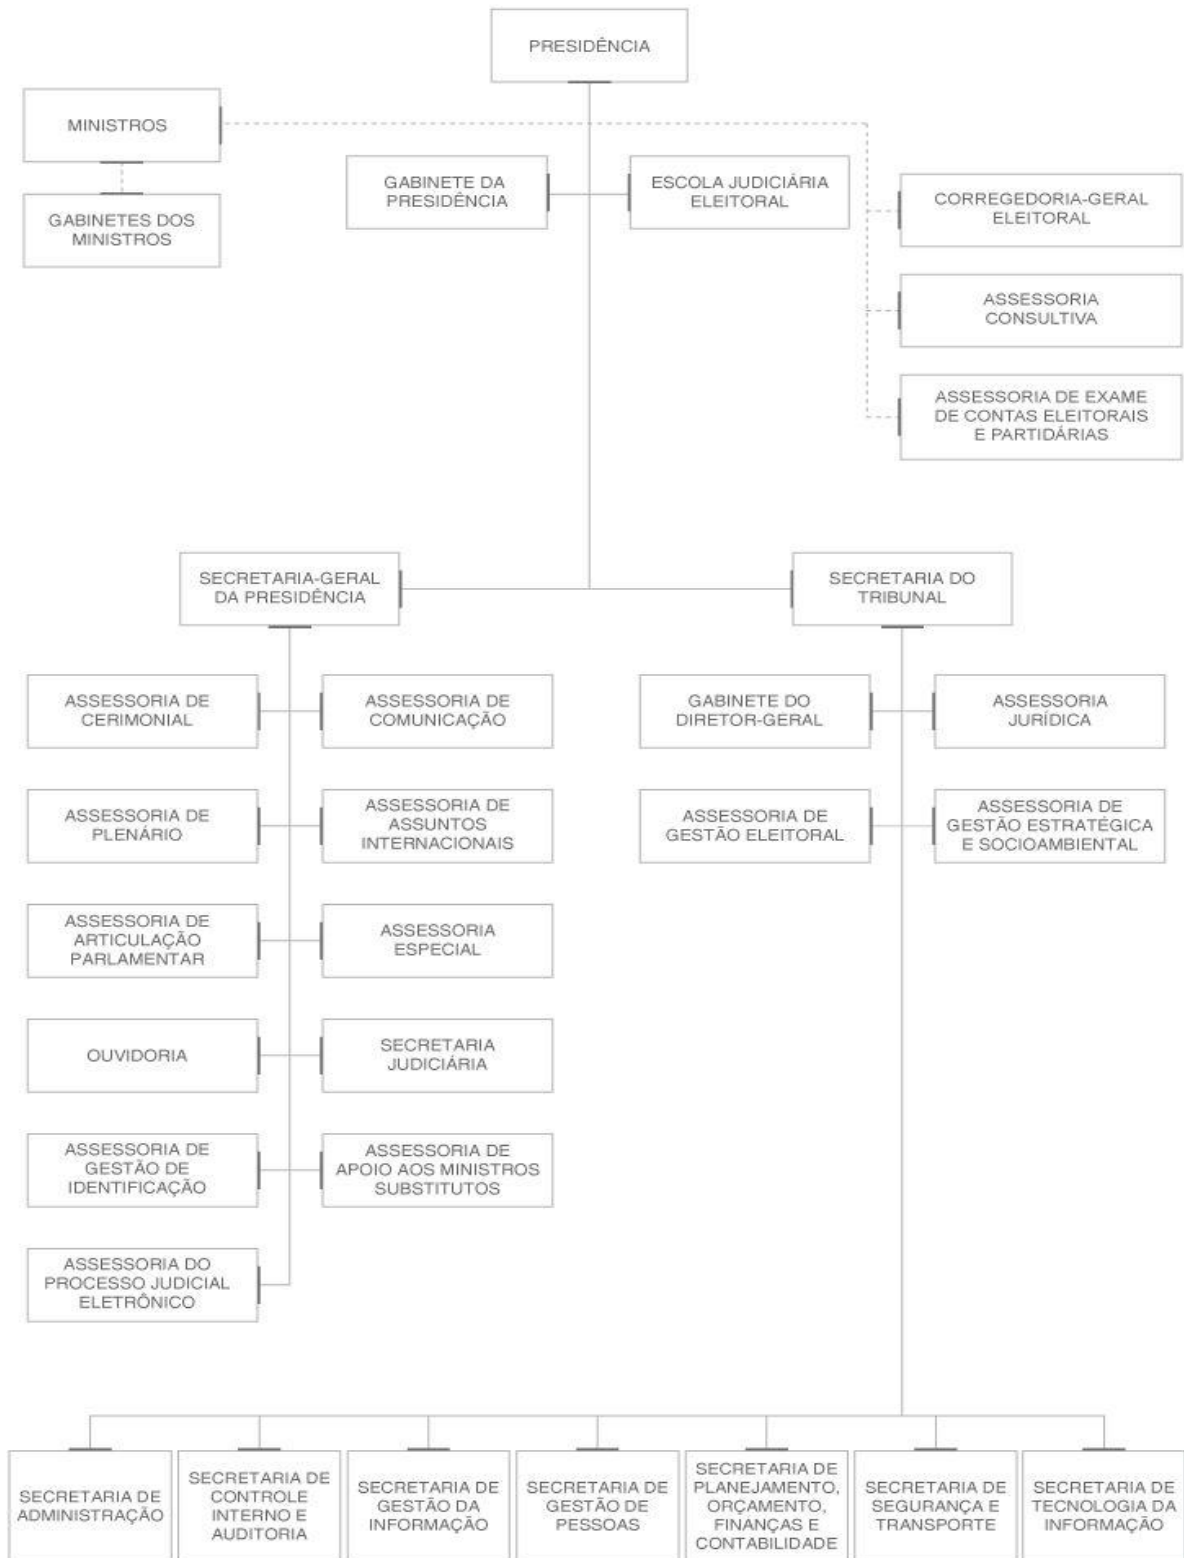 PRESIDÊNCIA
MINISTROS
GABINETES DOS
MINISTROS
GABINETE DA
PRESIDÊNCIA
ESCOLA JUDICIÁRIA
ELEITORAL
CORREGEDORIA-GERAL
ELEITORAL
ASSESSORIA
CONSULTIVA
ASSESSORIA DE EXAME
DE CONTAS ELEITORAIS
E PARTIDÁRIAS
SECRETARIA-GERAL
DA PRESIDÊNCIA
SECRETARIA DO
TRIBUNAL
ASSESSORIA DE
CERIMONIAL
ASSESSORIA DE
COMUNICAÇÃO
GABINETE DO
DIRETOR-GERAL
ASSESSORIA
JURÍDICA
ASSESSORIA DE
PLENÁRIO
ASSESSORIA DE
ASSUNTOS
INTERNACIONAIS
ASSESSORIA DE
GESTÃO ELEITORAL
ASSESSORIA DE
GESTÃO ESTRATÉGICA
E SOCIOAMBIENTAL
ASSESSORIA DE
ARTICULAÇÃO
PARLAMENTAR
ASSESSORIA
ESPECIAL
OUVIDORIA
SECRETARIA
JUDICIÁRIA
ASSESSORIA DE
GESTÃO DE
IDENTIFICAÇÃO
ASSESSORIA DE
APOIO AOS MINISTROS
SUBSTITUTOS
ASSESSORIA DO
PROCESSO JUDICIAL
ELETRÔNICO
SECRETARIA DE
ADMINISTRAÇÃO
SECRETARIA DE
CONTROLE
INTERNO E
AUDITORIA
SECRETARIA DE
GESTÃO DA
INFORMAÇÃO
SECRETARIA DE
GESTÃO DE
PESSOAS
SECRETARIA DE
PLANEJAMENTO,
ORÇAMENTO,
FINANÇAS E
CONTABILIDADE
SECRETARIA DE
SEGURANÇA E
TRANSPORTE
SECRETARIA DE
TECNOLOGIA DA
INFORMAÇÃO